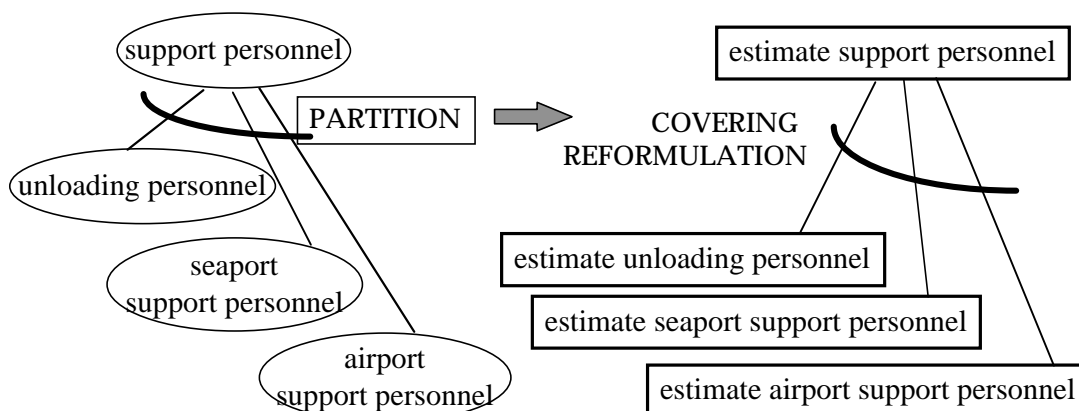 support personnel
PARTITION
unloading personnel
seaport
support personnel
airport
support personnel
estimate support personnel
COVERING
REFORMULATION
estimate unloading personnel
estimate seaport support personnel
estimate airport support personnel